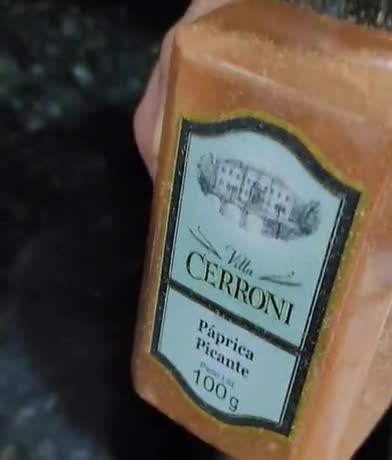 Villa
CERRONI
Páprica
Picante
100g